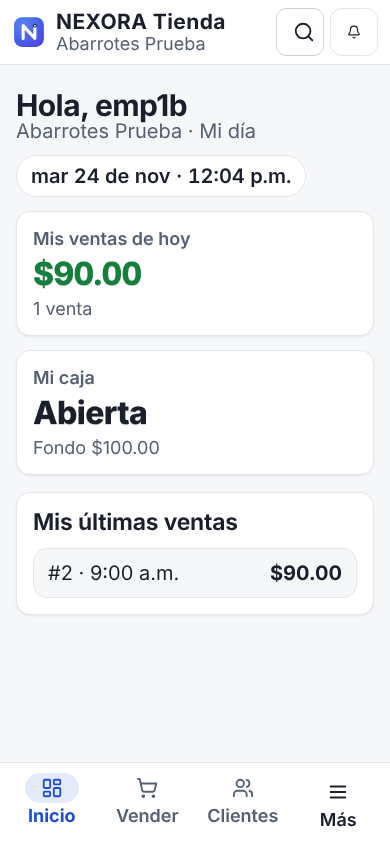 N
NEXORA Tienda
Abarrotes Prueba
Hola, emp1b
Abarrotes Prueba · Mi día
mar 24 de nov · 12:04 p.m.
Mis ventas de hoy
$90.00
1 venta
Mi caja
Abierta
Fondo $100.00
Mis últimas ventas
#2 · 9:00 a.m. $90.00
Inicio Vender Clientes Más